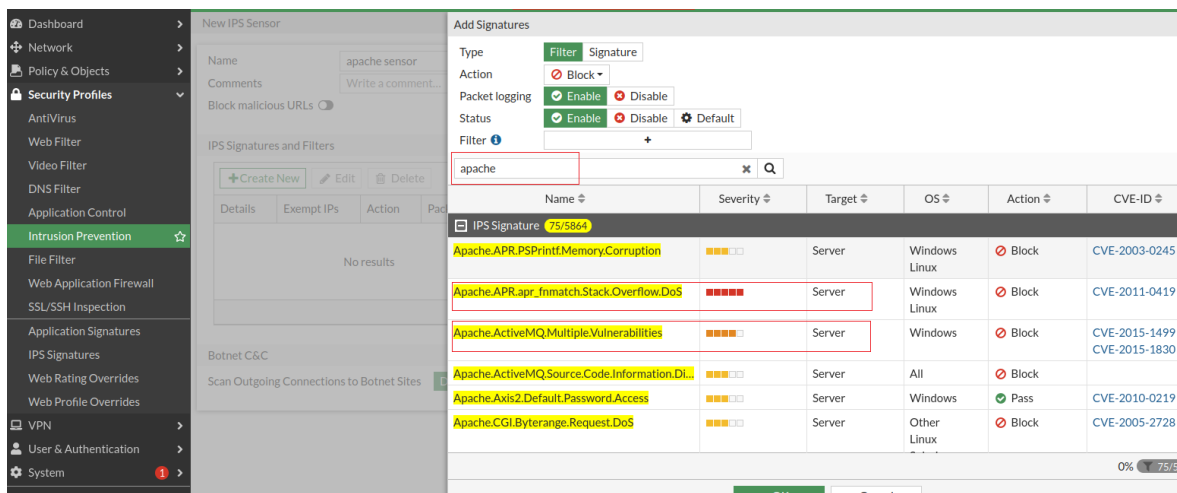 Dashboard
Network
Policy & Objects
Security Profiles
AntiVirus
Web Filter
Video Filter
DNS Filter
Application Control
Intrusion Prevention
File Filter
Web Application Firewall
SSL/SSH Inspection
Application Signatures
IPS Signatures
Web Rating Overrides
Web Profile Overrides
VPN
User & Authentication
System 1
New IPS Sensor
Name apache sensor
Comments Write a comment...
Block malicious URLs
IPS Signatures and Filters
Create New Edit Delete
Details Exempt IPs Action
No results
Botnet C&C
Scan Outgoing Connections to Botnet Sites
Add Signatures
Type Filter Signature
Action Block
Packet logging Enable Disable
Status Enable Disable Default
Filter +
apache
Name Severity Target OS Action CVE-ID
IPS Signature 75/5864
Apache.APR.PSPrintf.Memory.Corruption Server Windows Block CVE-2003-0245
Linux
Apache.APR.apr_fnmatch.Stack.Overflow.DoS Server Windows Block CVE-2011-0419
Linux
Apache.ActiveMQ.Multiple.Vulnerabilities Server Windows Block CVE-2015-1499
CVE-2015-1830
Apache.ActiveMQ.Source.Code.Information.Di... Server All Block
Apache.Axis2.Default.Password.Access Server Windows Pass CVE-2010-0219
Apache.CGI.Byterange.Request.DoS Server Other Block CVE-2005-2728
Linux
0% 75/5